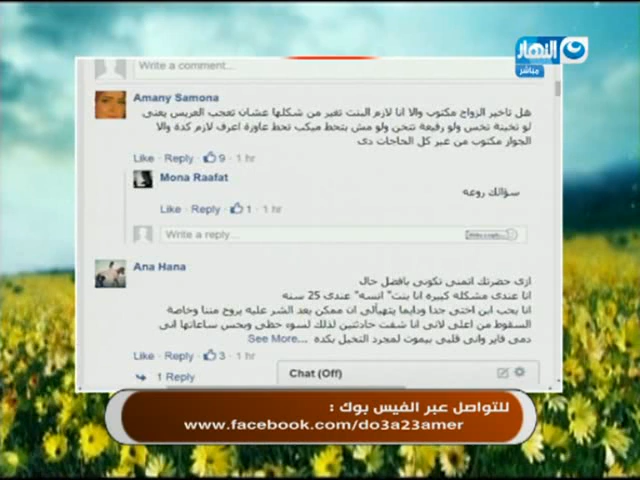 النهار
مباشر
Write a comment...
Amany Samona
هل تاخير الزواج مكتوب والا انا لازم البنت تغير من شكلها عشان تعجب العريس يعنى
لو تخينة تخس ولو رفيعة تتخن ولو مش بتحط ميكب تحط عاوزة اعرف لازم كدة والا
الجواز مكتوب من غير كل الحاجات دى
Like · Reply · 9 · 1 hr
Mona Raafat
سؤالك روعه
Like · Reply · 1 · 1 hr
Write a reply...
Ana Hana
ازى حضرتك اتمنى تكونى بافضل حال
انا عندى مشكله كبيره انا بنت" انسه" عندى 25 سنه
انا بحب ابن اختى جدا ودايما يتهيألى ان ممكن بعد الشر عليه يروح مننا وخاصة
السقوط من اعلى لانى انا شفت حادثتين لذلك لسوء حظى وبحس ساعاتها انى
دمى فاير وانى قلبى بيموت لمجرد التخيل بكده ...See More
Like · Reply · 3 · 1 hr
1 Reply
Chat (Off)
للتواصل عبر الفيس بوك :
www.facebook.com/do3a23amer